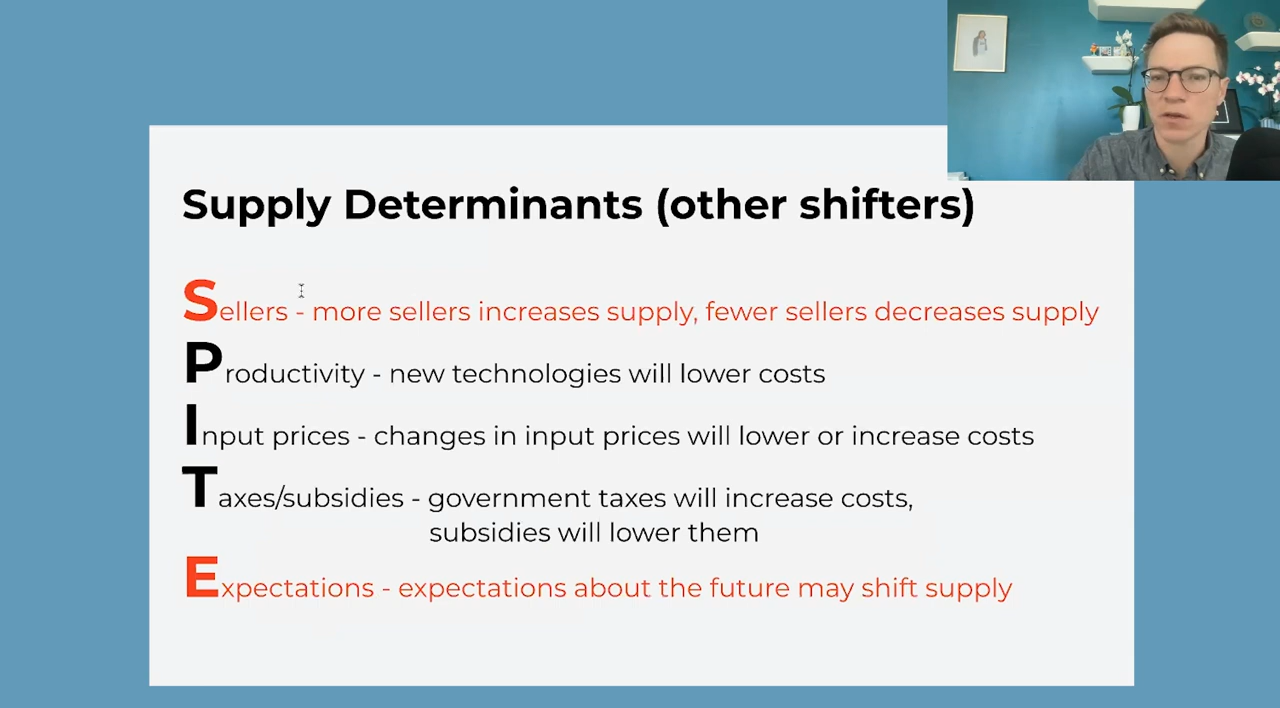 Supply Determinants (other shifters)
Sellers - more sellers increases supply, fewer sellers decreases supply
Productivity - new technologies will lower costs
Input prices - changes in input prices will lower or increase costs
Taxes/subsidies - government taxes will increase costs,
subsidies will lower them
Expectations - expectations about the future may shift supply